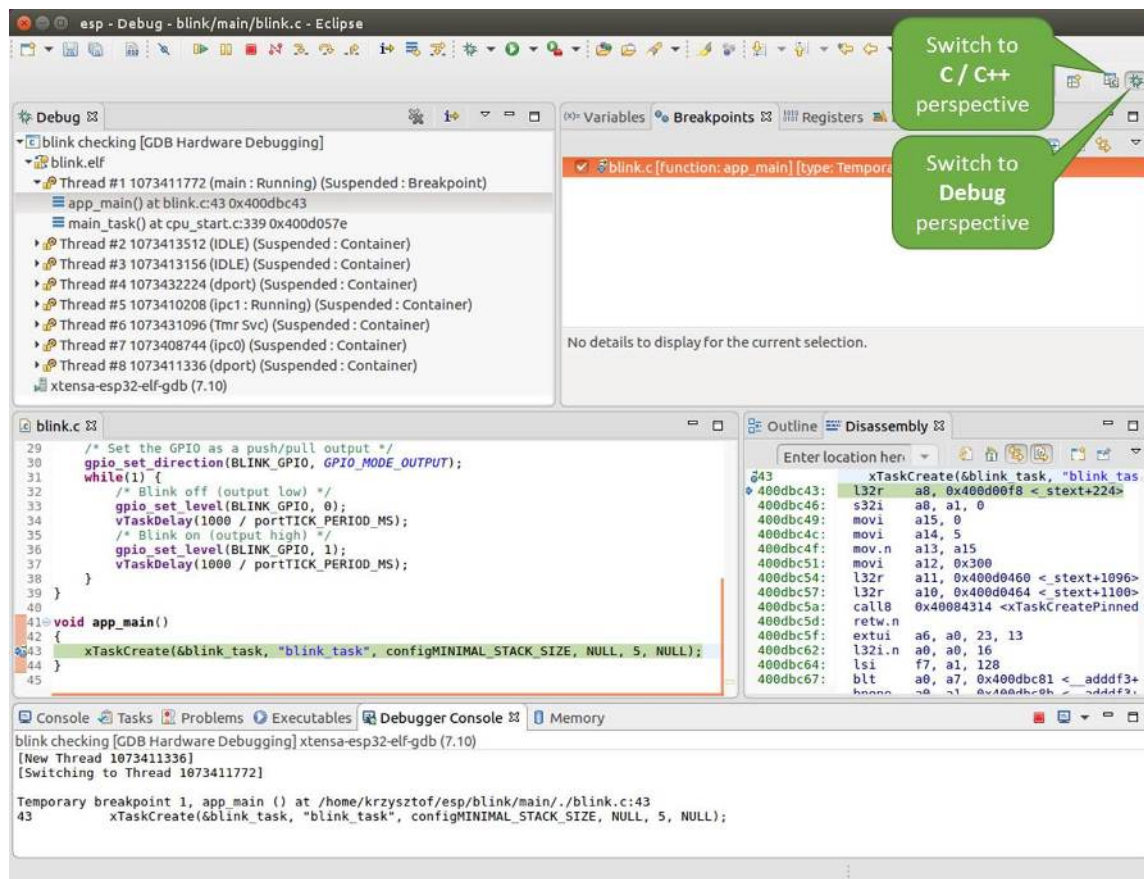 esp - Debug - blink/main/blink.c - Eclipse
Switch to
C / C++
perspective
Debug
(x)= Variables Breakpoints Registers
blink checking [GDB Hardware Debugging]
blink.elf
Thread #1 1073411772 (main : Running) (Suspended : Breakpoint)
app_main() at blink.c:43 0x400dbc43
main_task() at cpu_start.c:339 0x400d057e
Thread #2 1073413512 (IDLE) (Suspended : Container)
Thread #3 1073413156 (IDLE) (Suspended : Container)
Thread #4 1073432224 (dport) (Suspended : Container)
Thread #5 1073410208 (ipc1 : Running) (Suspended : Container)
Thread #6 1073431096 (Tmr Svc) (Suspended : Container)
Thread #7 1073408744 (ipc0) (Suspended : Container)
Thread #8 1073411336 (dport) (Suspended : Container)
xtensa-esp32-elf-gdb (7.10)
blink.c [function: app_main] [type: Tempora
Switch to
Debug
perspective
No details to display for the current selection.
blink.c
29 /* Set the GPIO as a push/pull output */
30 gpio_set_direction(BLINK_GPIO, GPIO_MODE_OUTPUT);
31 while(1) {
32 /* Blink off (output low) */
33 gpio_set_level(BLINK_GPIO, 0);
34 vTaskDelay(1000 / portTICK_PERIOD_MS);
35 /* Blink on (output high) */
36 gpio_set_level(BLINK_GPIO, 1);
37 vTaskDelay(1000 / portTICK_PERIOD_MS);
38 }
39 }
40
41 void app_main()
42 {
43 xTaskCreate(&blink_task, "blink_task", configMINIMAL_STACK_SIZE, NULL, 5, NULL);
44 }
45
Outline Disassembly
Enter location here
43 xTaskCreate(&blink_task, "blink_tas
400dbc43: l32r a8, 0x400d00f8 <_stext+224>
400dbc46: s32i a8, a1, 0
400dbc49: movi a15, 0
400dbc4c: movi a14, 5
400dbc4f: mov.n a13, a15
400dbc51: movi a12, 0x300
400dbc54: l32r a11, 0x400d0460 <_stext+1096>
400dbc57: l32r a10, 0x400d0464 <_stext+1100>
400dbc5a: call8 0x40084314 <xTaskCreatePinned
400dbc5d: retw.n
400dbc5f: extui a6, a0, 23, 13
400dbc62: l32i.n a0, a0, 16
400dbc64: lsi f7, a1, 128
400dbc67: blt a0, a7, 0x400dbc81 <__adddf3+
Console Tasks Problems Executables Debugger Console Memory
blink checking [GDB Hardware Debugging] xtensa-esp32-elf-gdb (7.10)
[New Thread 1073411336]
[Switching to Thread 1073411772]
Temporary breakpoint 1, app_main () at /home/krzysztof/esp/blink/main/./blink.c:43
43 xTaskCreate(&blink_task, "blink_task", configMINIMAL_STACK_SIZE, NULL, 5, NULL);